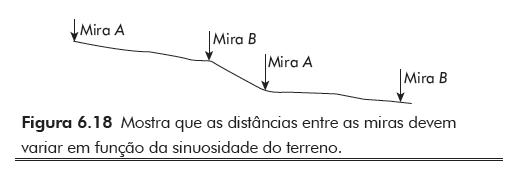 Mira A
Mira B
Mira A
Mira B
Figura 6.18 Mostra que as distâncias entre as miras devem
variar em função da sinuosidade do terreno.